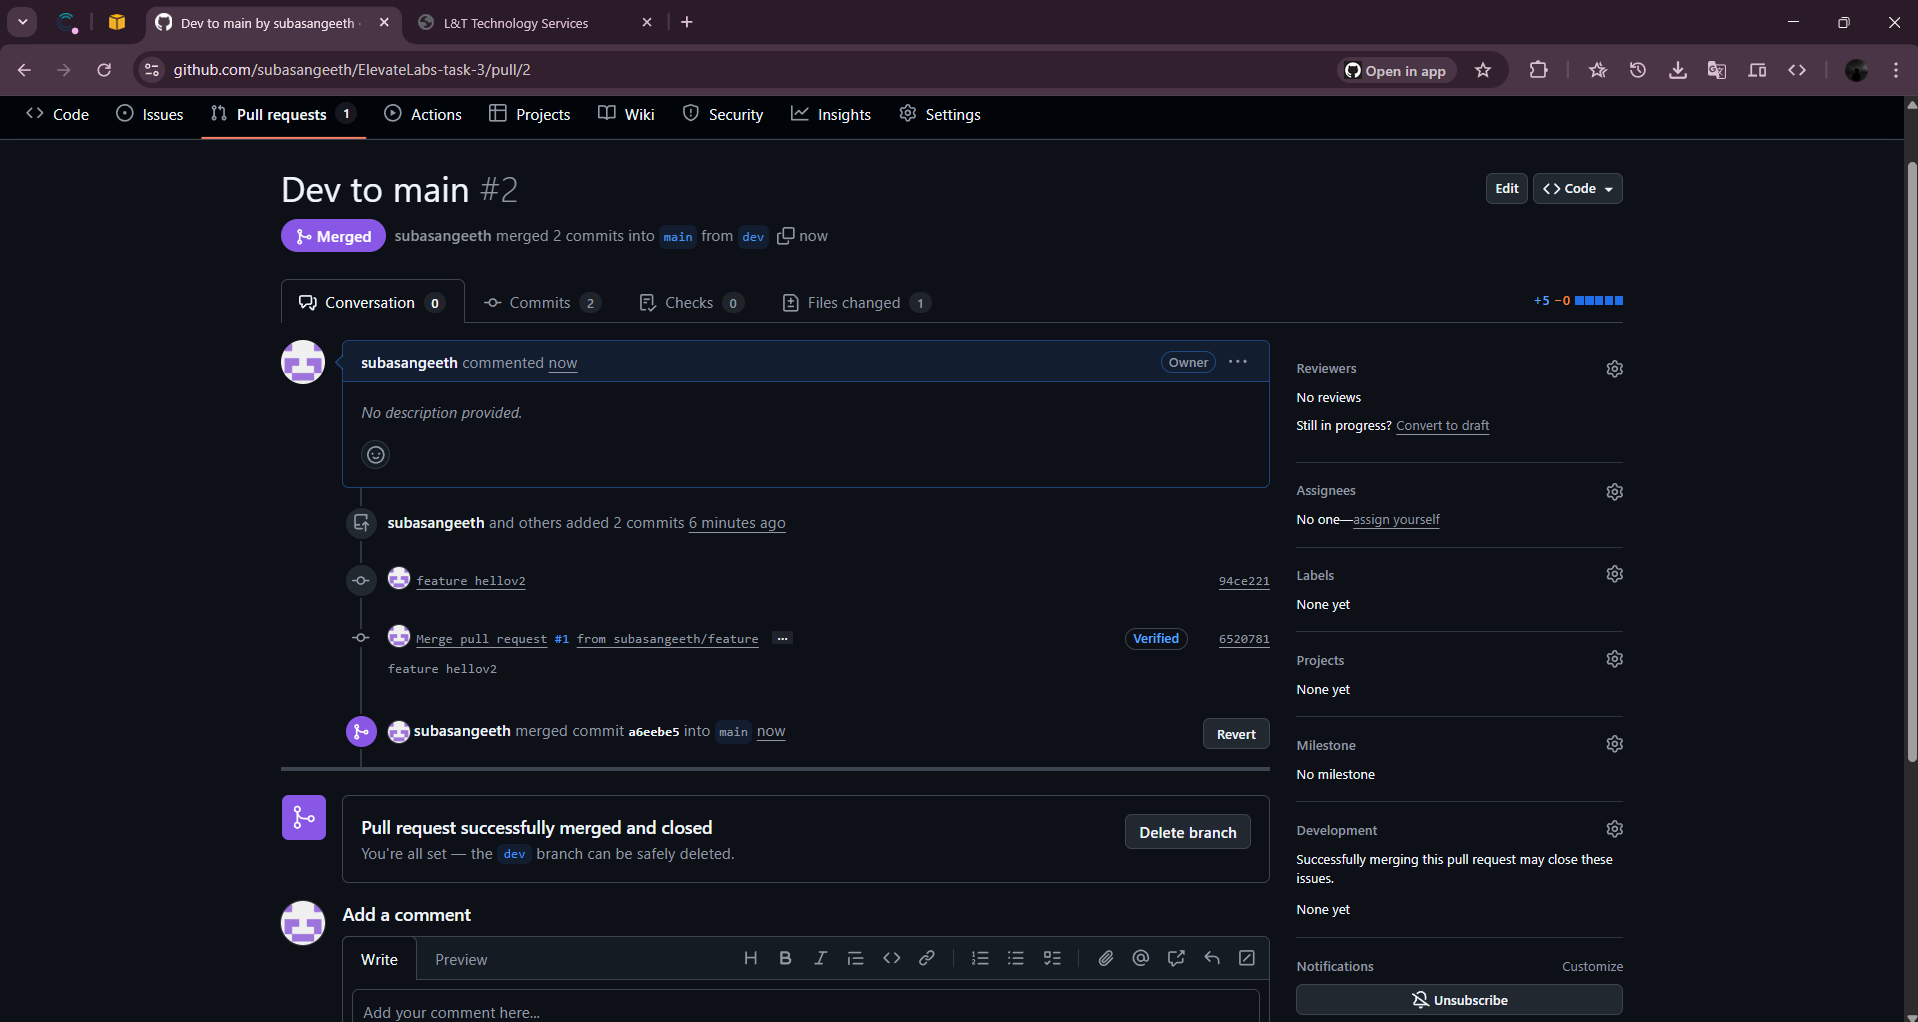 Dev to main by subasangeeth ·
L&T Technology Services
github.com/subasangeeth/ElevateLabs-task-3/pull/2
Open in app
Code
Issues
Pull requests 1
Actions
Projects
Wiki
Security
Insights
Settings
Dev to main #2
Edit
Code
Merged
subasangeeth merged 2 commits into main from dev now
Conversation 0
Commits 2
Checks 0
Files changed 1
+5 −0
subasangeeth commented now
Owner
No description provided.
subasangeeth and others added 2 commits 6 minutes ago
feature hellov2
94ce221
Merge pull request #1 from subasangeeth/feature ...
Verified
6520781
feature hellov2
subasangeeth merged commit a6eebe5 into main now
Revert
Pull request successfully merged and closed
You're all set — the dev branch can be safely deleted.
Delete branch
Add a comment
Write
Preview
H B I
Add your comment here...
Reviewers
No reviews
Still in progress? Convert to draft
Assignees
No one—assign yourself
Labels
None yet
Projects
None yet
Milestone
No milestone
Development
Successfully merging this pull request may close these
issues.
None yet
Notifications
Customize
Unsubscribe